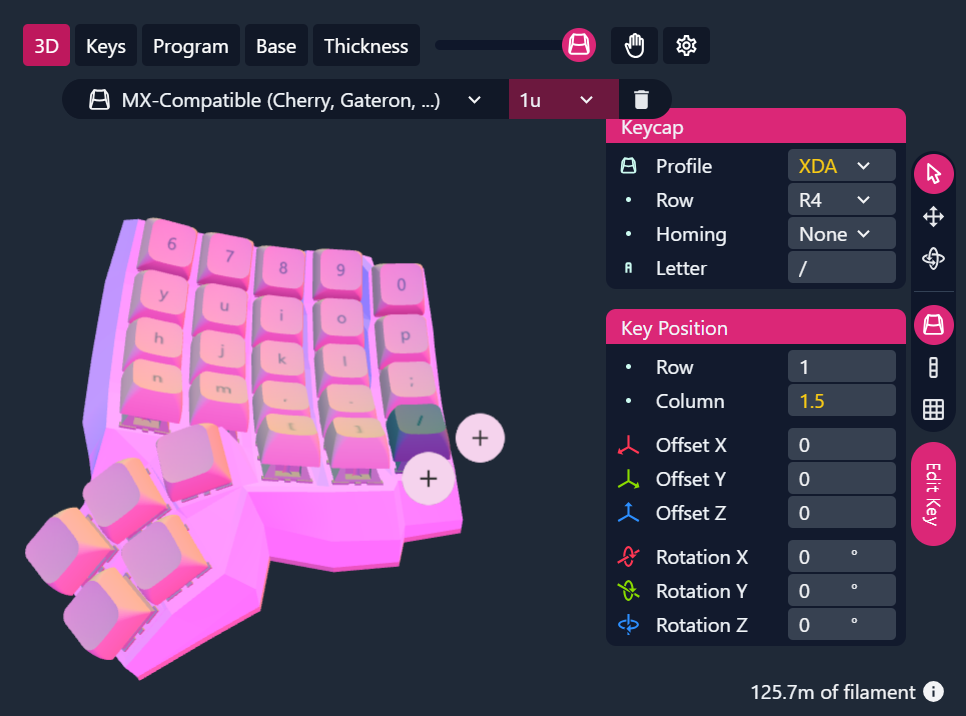 3D Keys Program Base Thickness
MX-Compatible (Cherry, Gateron, ...) 1u
Keycap
Profile XDA
Row R4
Homing None
Letter /
Key Position
Row 1
Column 1.5
Offset X 0
Offset Y 0
Offset Z 0
Rotation X 0 °
Rotation Y 0 °
Rotation Z 0 °
Edit Key
6 7 8 9 0
y u i o p
h j k l ;
n m , . /
125.7m of filament